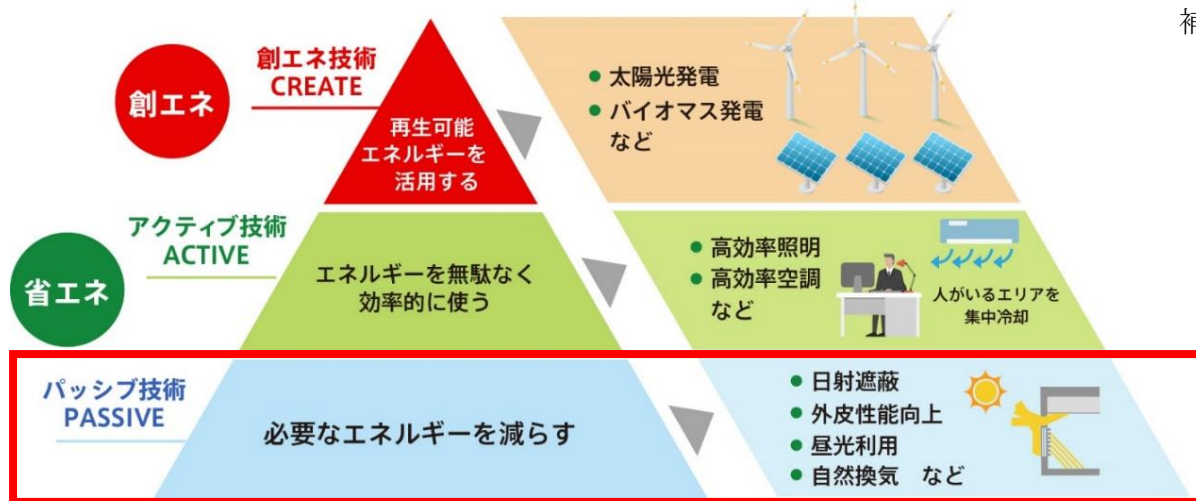 補
創エネ
創エネ技術
CREATE
再生可能
エネルギーを
活用する
太陽光発電
バイオマス発電
など
省エネ
アクティブ技術
ACTIVE
エネルギーを無駄なく
効率的に使う
高効率照明
高効率空調
など
人がいるエリアを
集中冷却
パッシブ技術
PASSIVE
必要なエネルギーを減らす
日射遮蔽
外皮性能向上
昼光利用
自然換気 など